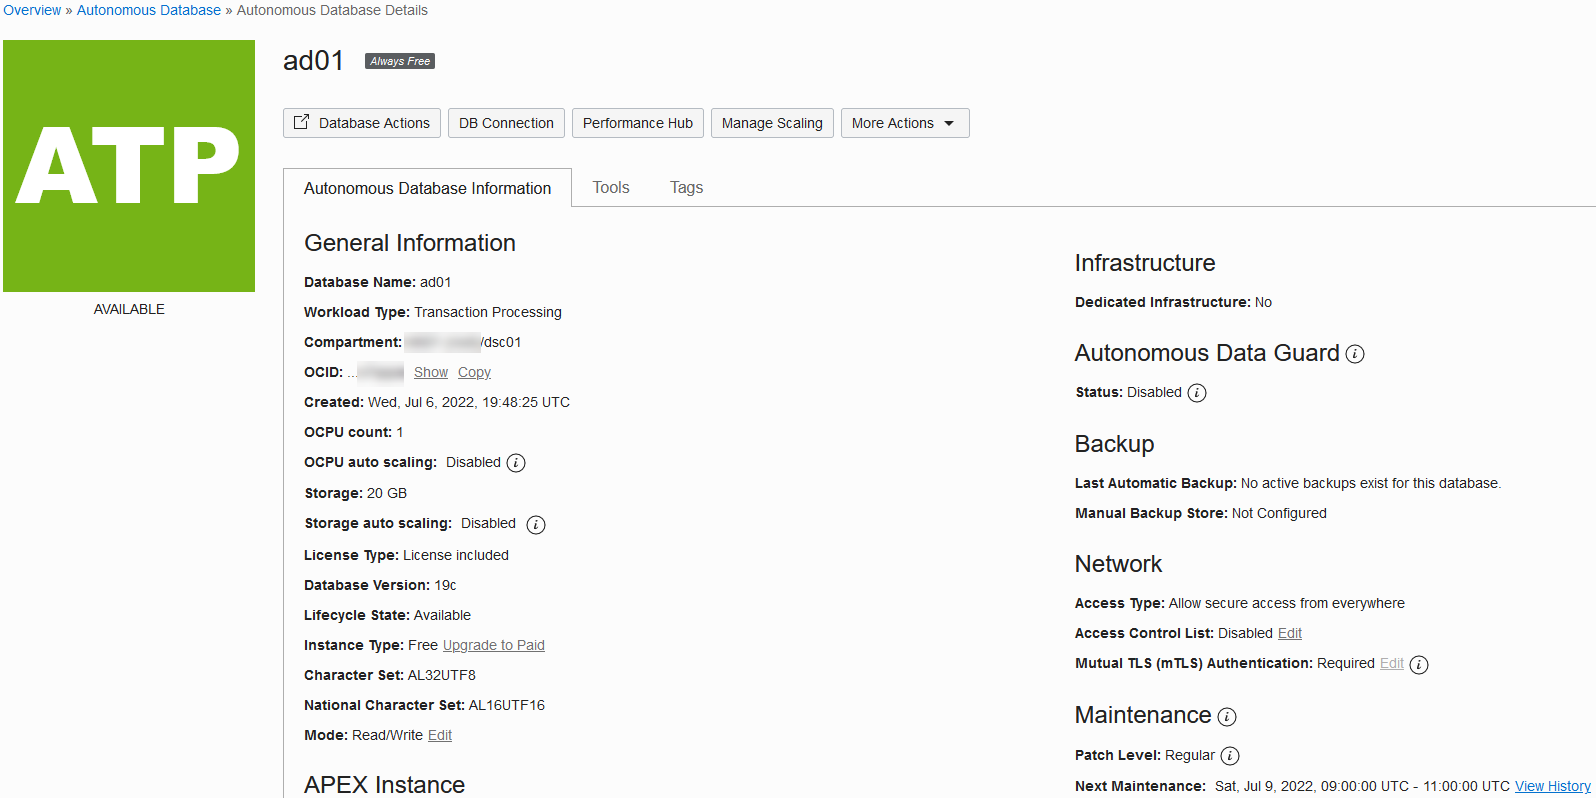 Overview » Autonomous Database » Autonomous Database Details
ATP
AVAILABLE
ad01 Always Free
Database Actions DB Connection Performance Hub Manage Scaling More Actions
Autonomous Database Information Tools Tags
General Information
Database Name: ad01
Workload Type: Transaction Processing
Compartment: /dsc01
OCID: ... Show Copy
Created: Wed, Jul 6, 2022, 19:48:25 UTC
OCPU count: 1
OCPU auto scaling: Disabled i
Storage: 20 GB
Storage auto scaling: Disabled i
License Type: License included
Database Version: 19c
Lifecycle State: Available
Instance Type: Free Upgrade to Paid
Character Set: AL32UTF8
National Character Set: AL16UTF16
Mode: Read/Write Edit
APEX Instance
Infrastructure
Dedicated Infrastructure: No
Autonomous Data Guard i
Status: Disabled i
Backup
Last Automatic Backup: No active backups exist for this database.
Manual Backup Store: Not Configured
Network
Access Type: Allow secure access from everywhere
Access Control List: Disabled Edit
Mutual TLS (mTLS) Authentication: Required Edit i
Maintenance i
Patch Level: Regular i
Next Maintenance: Sat, Jul 9, 2022, 09:00:00 UTC - 11:00:00 UTC View History